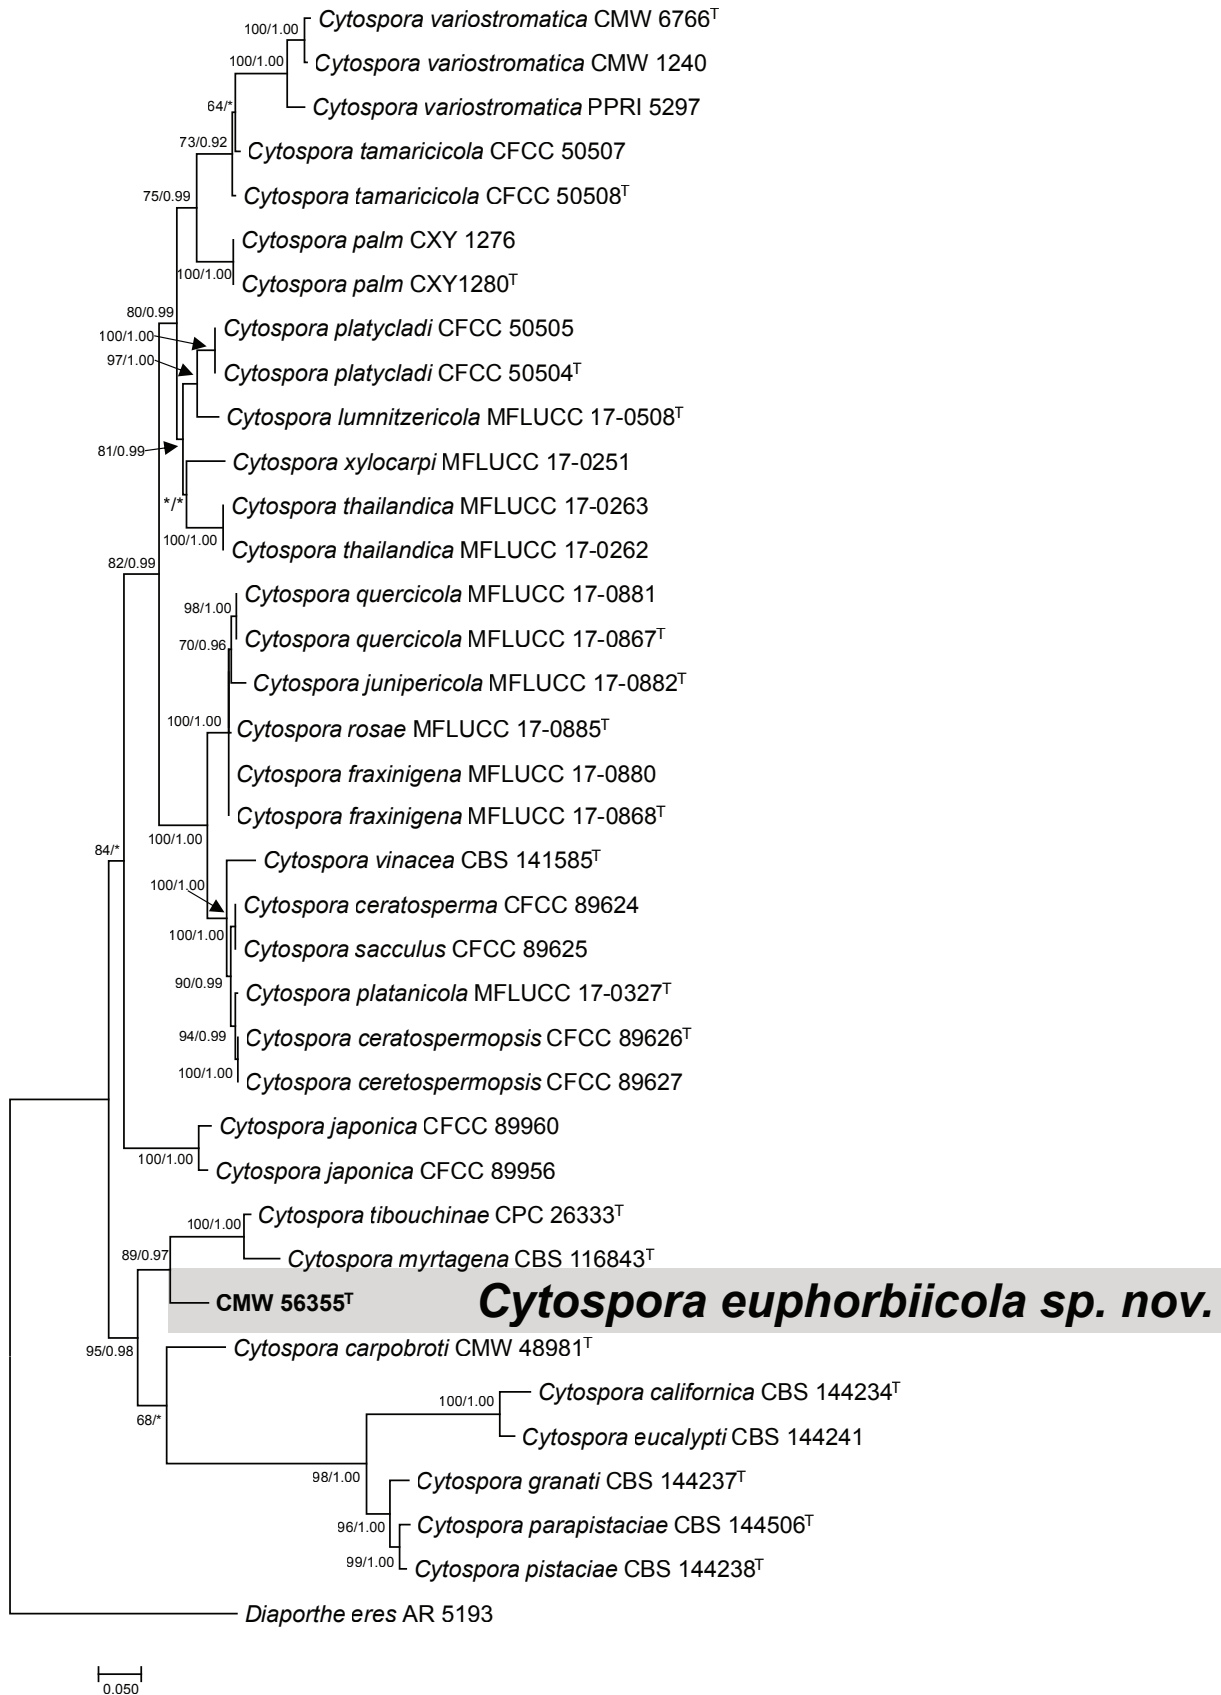 Cytospora variostromatica CMW 6766T
100/1.00
100/1.00
Cytospora variostromatica CMW 1240
64/*
Cytospora variostromatica PPRI 5297
73/0.92
Cytospora tamaricicola CFCC 50507
75/0.99
Cytospora tamaricicola CFCC 50508T
Cytospora palm CXY 1276
100/1.00
Cytospora palm CXY1280T
80/0.99
Cytospora platycladi CFCC 50505
100/1.00
97/1.00
Cytospora platycladi CFCC 50504T
Cytospora lumnitzericola MFLUCC 17-0508T
81/0.99
Cytospora xylocarpi MFLUCC 17-0251
*/*
Cytospora thailandica MFLUCC 17-0263
100/1.00
Cytospora thailandica MFLUCC 17-0262
82/0.99
Cytospora quercicola MFLUCC 17-0881
98/1.00
Cytospora quercicola MFLUCC 17-0867T
70/0.96
Cytospora junipericola MFLUCC 17-0882T
100/1.00
Cytospora rosae MFLUCC 17-0885T
Cytospora fraxinigena MFLUCC 17-0880
Cytospora fraxinigena MFLUCC 17-0868T
100/1.00
84/*
Cytospora vinacea CBS 141585T
100/1.00
Cytospora ceratosperma CFCC 89624
100/1.00
Cytospora sacculus CFCC 89625
90/0.99
Cytospora platanicola MFLUCC 17-0327T
94/0.99
Cytospora ceratospermopsis CFCC 89626T
100/1.00
Cytospora ceretospermopsis CFCC 89627
Cytospora japonica CFCC 89960
100/1.00
Cytospora japonica CFCC 89956
Cytospora tibouchinae CPC 26333T
100/1.00
89/0.97
Cytospora myrtagena CBS 116843T
CMW 56355T Cytospora euphorbiicola sp. nov.
95/0.98
Cytospora carpobroti CMW 48981T
Cytospora californica CBS 144234T
100/1.00
68/*
Cytospora eucalypti CBS 144241
98/1.00
Cytospora granati CBS 144237T
96/1.00
Cytospora parapistaciae CBS 144506T
99/1.00
Cytospora pistaciae CBS 144238T
Diaporthe eres AR 5193
0.050